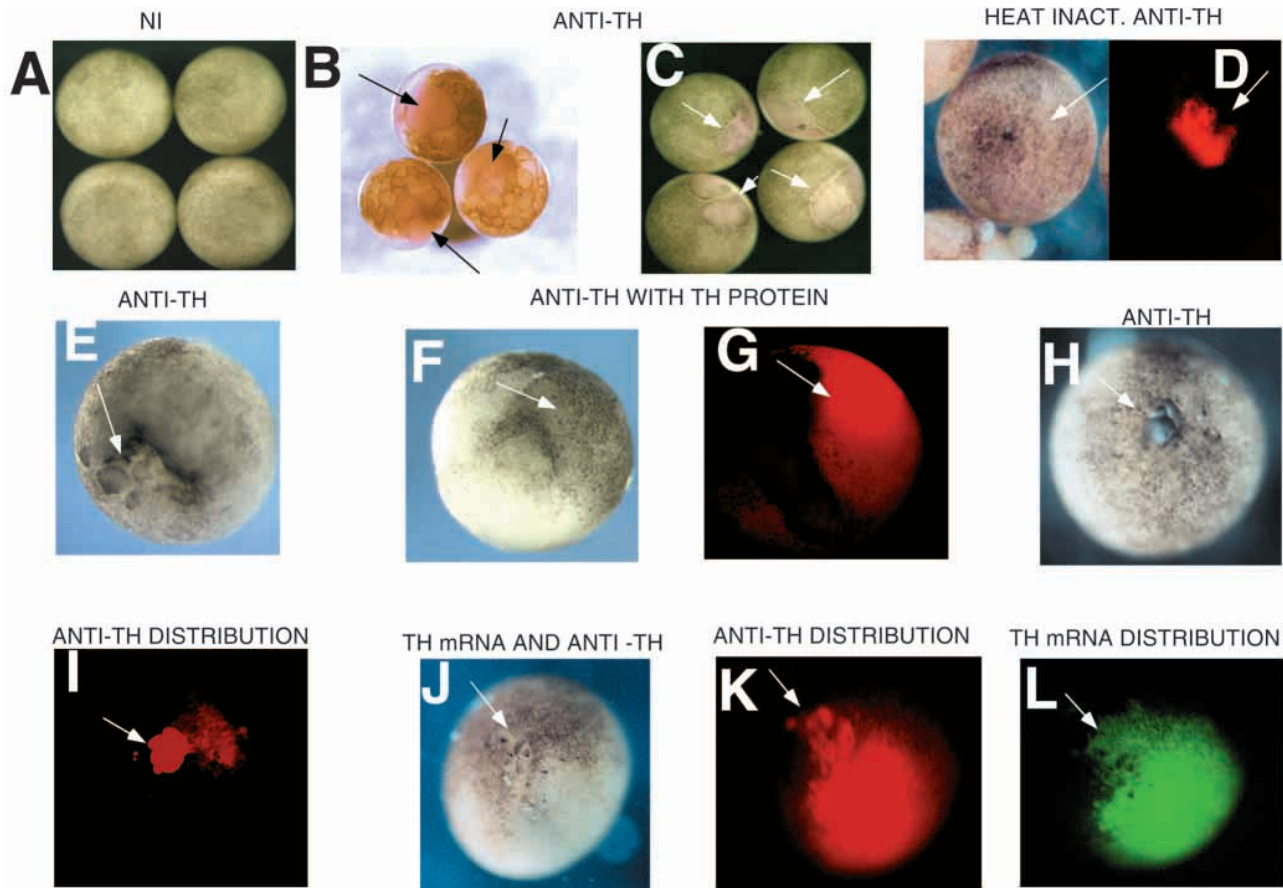 NI
ANTI-TH
HEAT INACT. ANTI-TH
A
B
C
D
ANTI-TH
ANTI-TH WITH TH PROTEIN
ANTI-TH
E
F
G
H
ANTI-TH DISTRIBUTION
TH mRNA AND ANTI -TH
ANTI-TH DISTRIBUTION
TH mRNA DISTRIBUTION
I
J
K
L